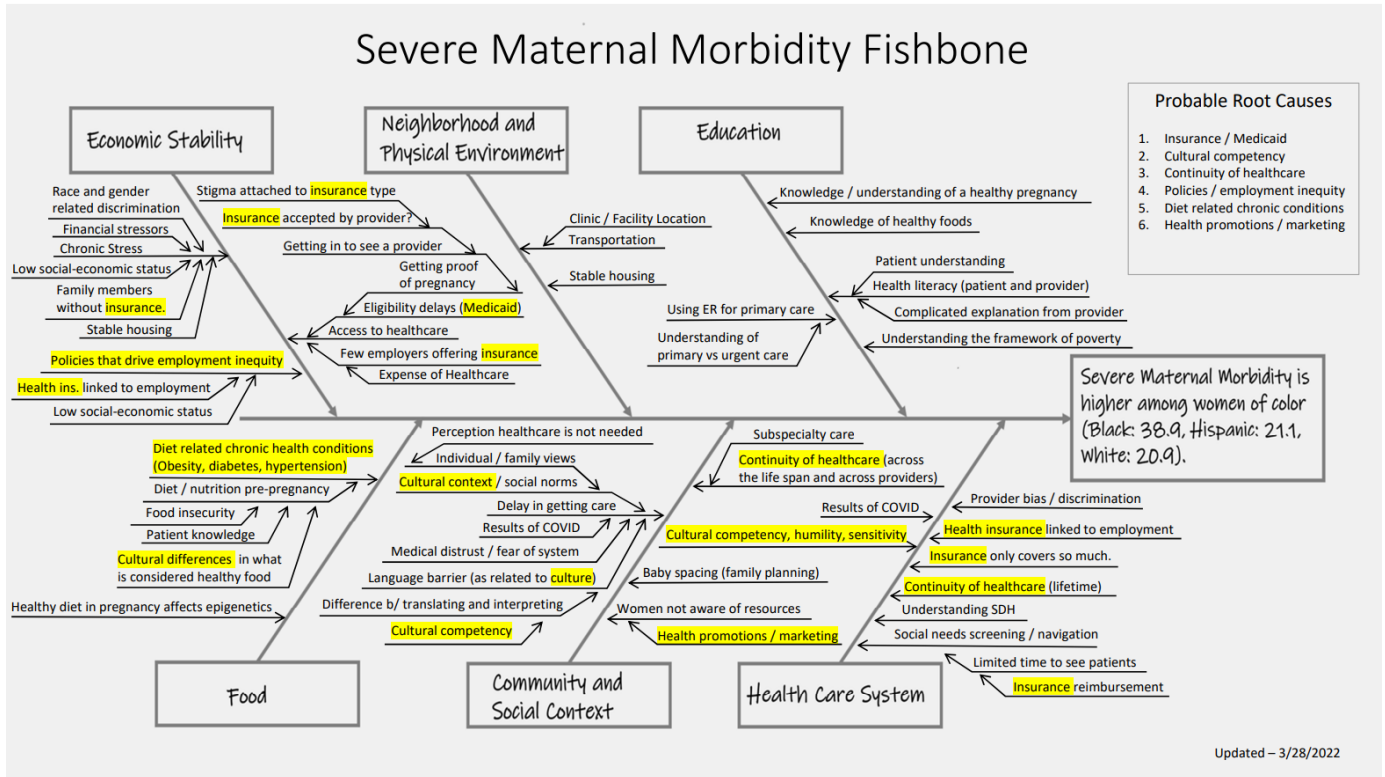 Severe Maternal Morbidity Fishbone
Probable Root Causes
1. Insurance / Medicaid
2. Cultural competency
3. Continuity of healthcare
4. Policies / employment inequity
5. Diet related chronic conditions
6. Health promotions / marketing
Economic Stability
Race and gender
related discrimination
Financial stressors
Chronic Stress
Low social-economic status
Family members
without insurance.
Stable housing
Stigma attached to insurance type
Insurance accepted by provider?
Getting in to see a provider
Getting proof
of pregnancy
Eligibility delays (Medicaid)
Access to healthcare
Few employers offering insurance
Expense of Healthcare
Policies that drive employment inequity
Health ins. linked to employment
Low social-economic status
Neighborhood and
Physical Environment
Clinic / Facility Location
Transportation
Stable housing
Education
Knowledge / understanding of a healthy pregnancy
Knowledge of healthy foods
Patient understanding
Health literacy (patient and provider)
Complicated explanation from provider
Using ER for primary care
Understanding of
primary vs urgent care
Understanding the framework of poverty
Severe Maternal Morbidity is
higher among women of color
(Black: 38.9, Hispanic: 21.1,
White: 20.9).
Diet related chronic health conditions
(Obesity, diabetes, hypertension)
Diet / nutrition pre-pregnancy
Food insecurity
Patient knowledge
Cultural differences in what
is considered healthy food
Healthy diet in pregnancy affects epigenetics
Food
Perception healthcare is not needed
Individual / family views
Cultural context / social norms
Delay in getting care
Results of COVID
Medical distrust / fear of system
Language barrier (as related to culture)
Difference b/ translating and interpreting
Cultural competency
Subspecialty care
Continuity of healthcare (across
the life span and across providers)
Baby spacing (family planning)
Women not aware of resources
Health promotions / marketing
Community and
Social Context
Results of COVID
Cultural competency, humility, sensitivity
Provider bias / discrimination
Health insurance linked to employment
Insurance only covers so much.
Continuity of healthcare (lifetime)
Understanding SDH
Social needs screening / navigation
Limited time to see patients
Insurance reimbursement
Health Care System
Updated – 3/28/2022